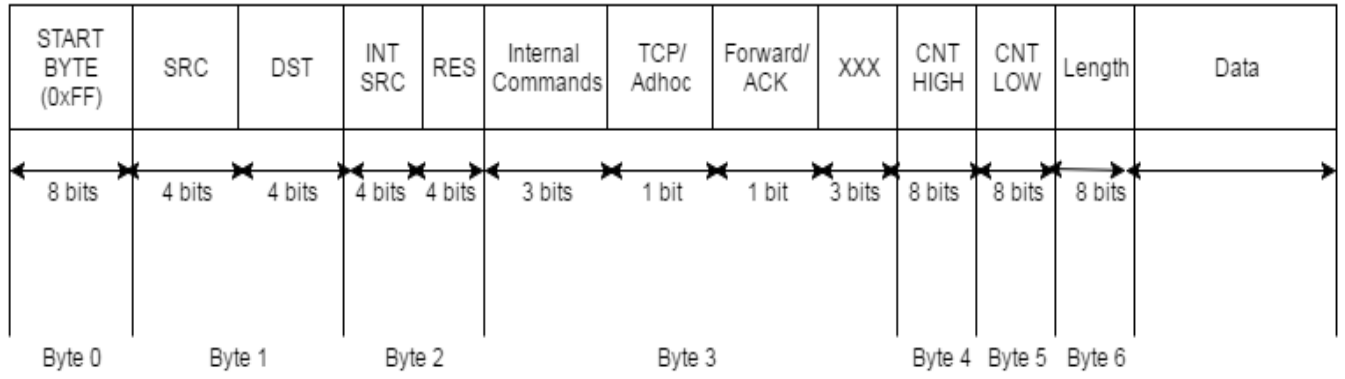 START
BYTE
(0xFF)
SRC
DST
INT
SRC
RES
Internal
Commands
TCP/
Adhoc
Forward/
ACK
XXX
CNT
HIGH
CNT
LOW
Length
Data
8 bits
4 bits
4 bits
4 bits
4 bits
3 bits
1 bit
1 bit
3 bits
8 bits
8 bits
8 bits
Byte 0
Byte 1
Byte 2
Byte 3
Byte 4
Byte 5
Byte 6